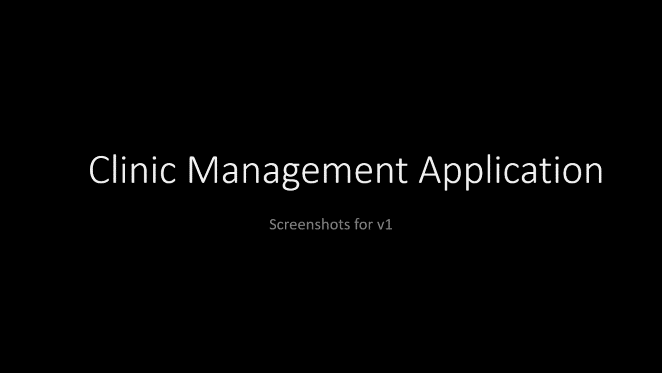 Clinic Management Application
Screenshots for v1